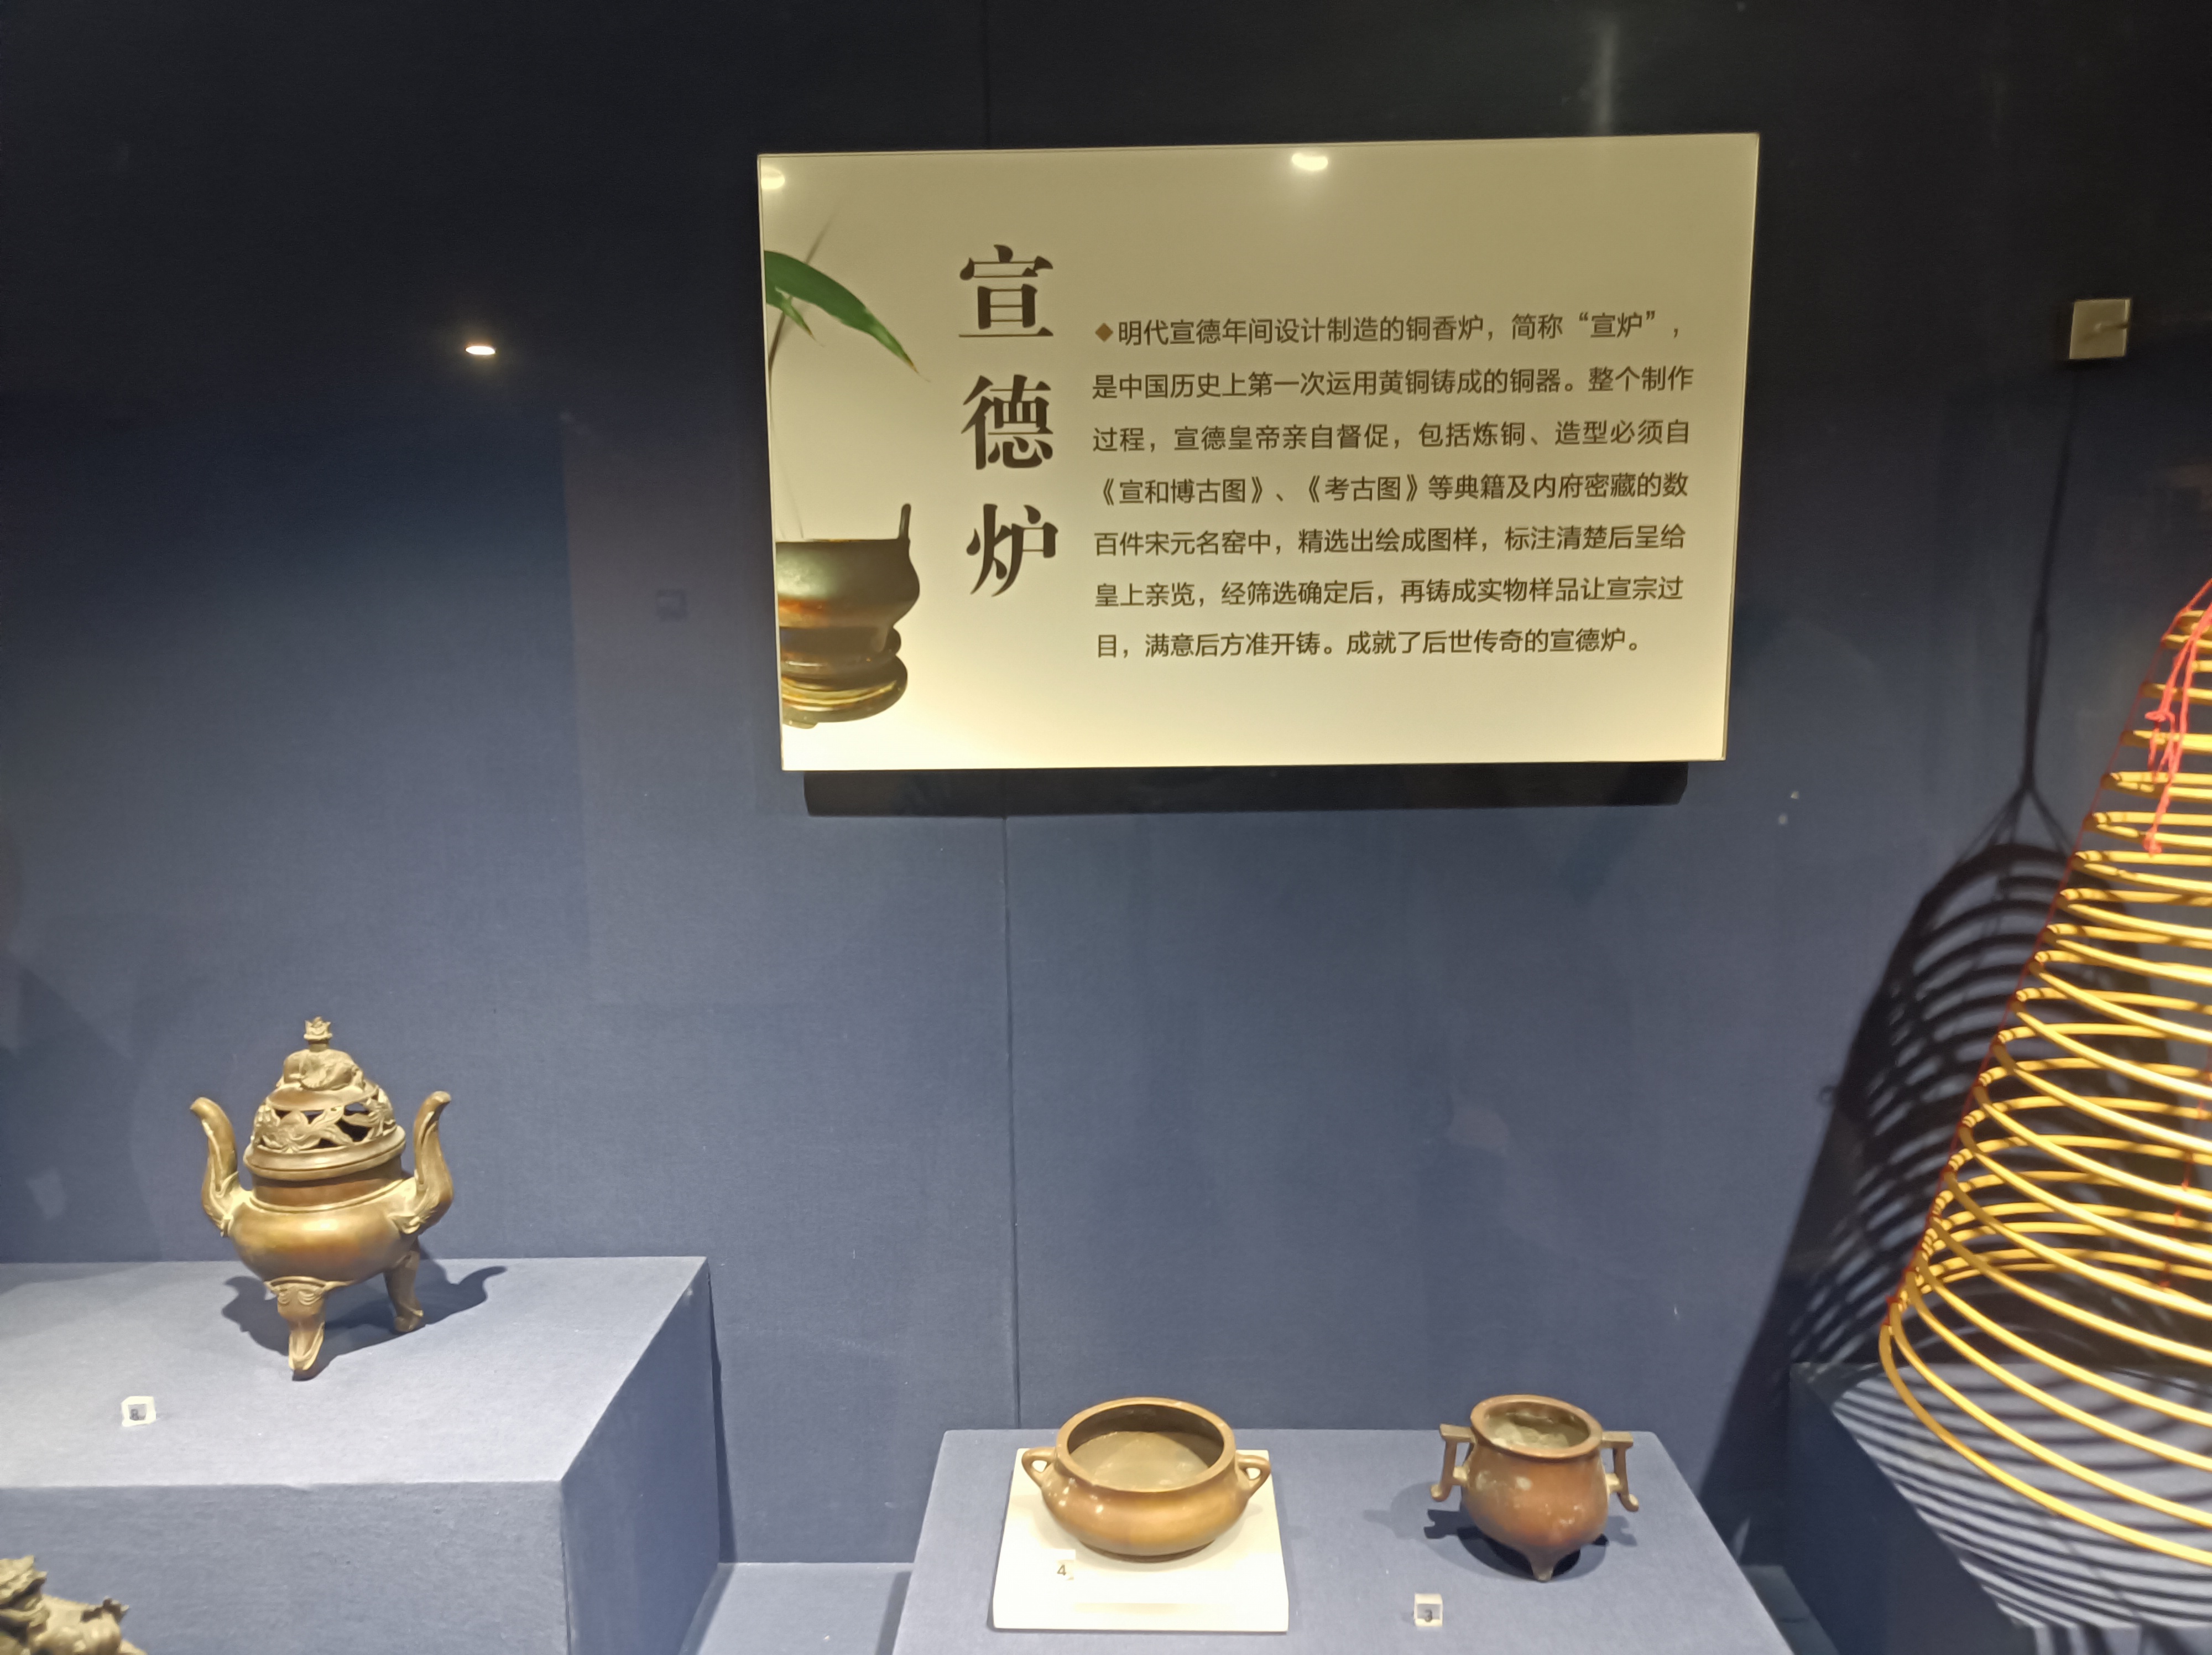 宣德炉
◆明代宣德年间设计制造的铜香炉，简称“宣炉”，
是中国历史上第一次运用黄铜铸成的铜器。整个制作
过程，宣德皇帝亲自督促，包括炼铜、造型必须自
《宣和博古图》、《考古图》等典籍及内府密藏的数
百件宋元名窑中，精选出绘成图样，标注清楚后呈给
皇上亲览，经筛选确定后，再铸成实物样品让宣宗过
目，满意后方准开铸。成就了后世传奇的宣德炉。
4
3